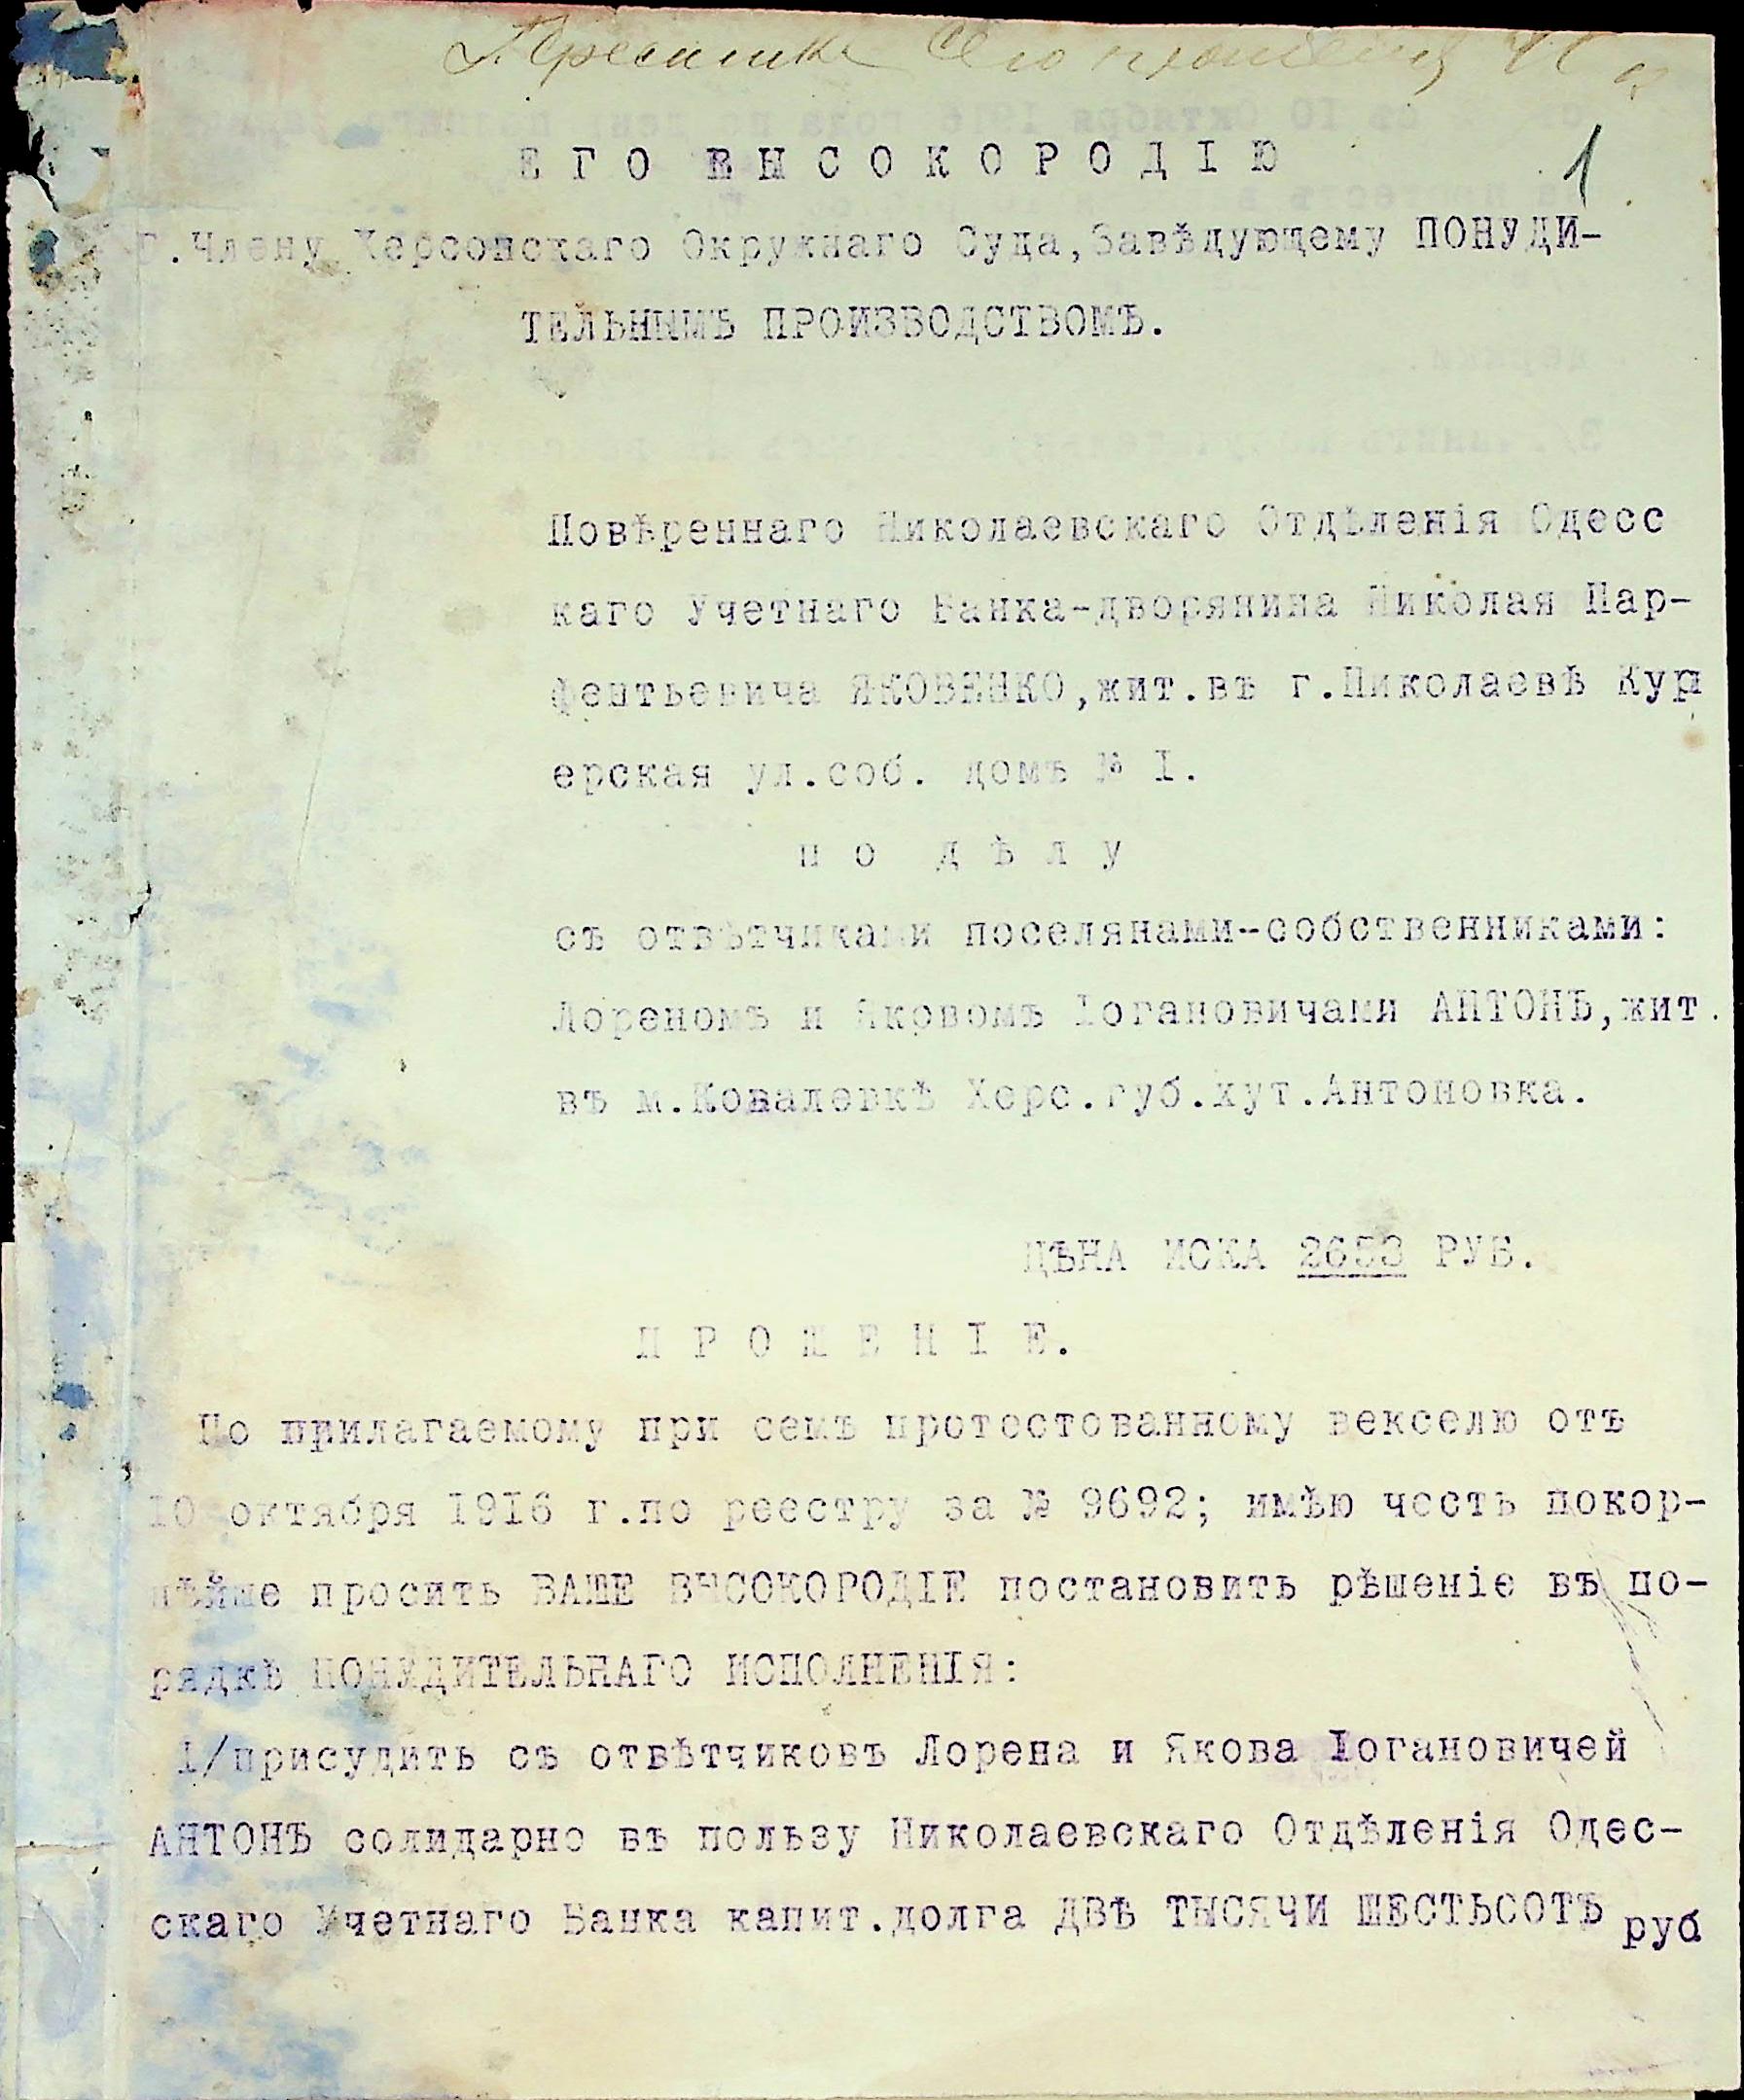 1
ЕГО ВЫСОКОРОДІЮ
Г.Члену Херсонскаго Окружнаго Суда,Завѣдующему ПОНУДИ-
ТЕЛЬНЫМЪ ПРОИЗВОДСТВОМЪ.
Повѣреннаго Николаевскаго Отдѣленія Одесс
каго Учетнаго Банка-дворянина Николая Пар-
фентьевича ЯКОВЕНКО,жит.въ г.Николаевѣ Кур
ерская ул.соб. домъ № I.
по дѣлу
съ отвѣтчиками поселянами-собственниками:
Лореномъ и Яковомъ Іогановичами АНТОНЪ,жит.
въ м.Ковалевкѣ Херс.губ.хут.Антоновка.
ЦѢНА ИСКА 2653 РУБ.
ПРОШЕНІЕ.
По прилагаемому при семъ протестованному векселю отъ
IO октября I9I6 г.по реестру за № 9692; имѣю честь покор-
нѣйше просить ВАШЕ ВЫСОКОРОДІЕ постановить рѣшеніе въ по-
рядкѣ ПОНУДИТЕЛЬНАГО ИСПОЛНЕНІЯ:
I/присудить съ отвѣтчиковъ Лорена и Якова Іогановичей
АНТОНЪ солидарно въ пользу Николаевскаго Отдѣленія Одес-
скаго Учетнаго Банка капит.долга ДВѢ ТЫСЯЧИ ШЕСТЬСОТЪ руб